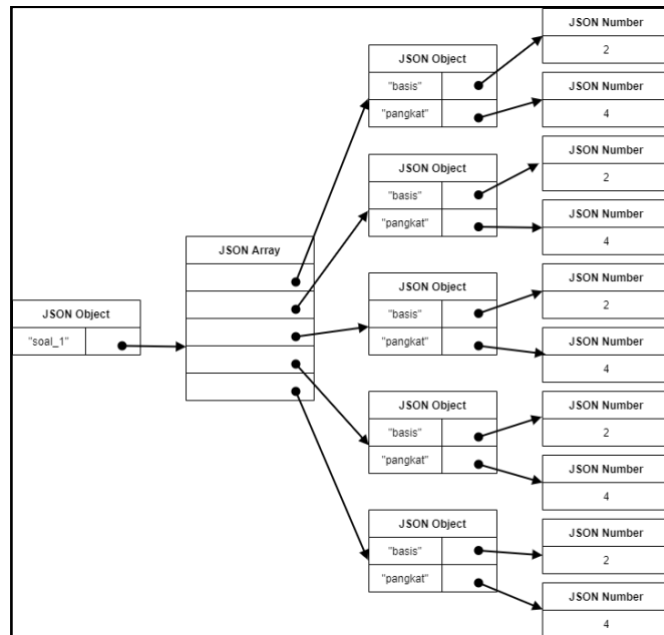 JSON Object
"soal_1"
JSON Array
JSON Object
"basis"
"pangkat"
JSON Number
2
JSON Number
4
JSON Object
"basis"
"pangkat"
JSON Number
2
JSON Number
4
JSON Object
"basis"
"pangkat"
JSON Number
2
JSON Number
4
JSON Object
"basis"
"pangkat"
JSON Number
2
JSON Number
4
JSON Object
"basis"
"pangkat"
JSON Number
2
JSON Number
4